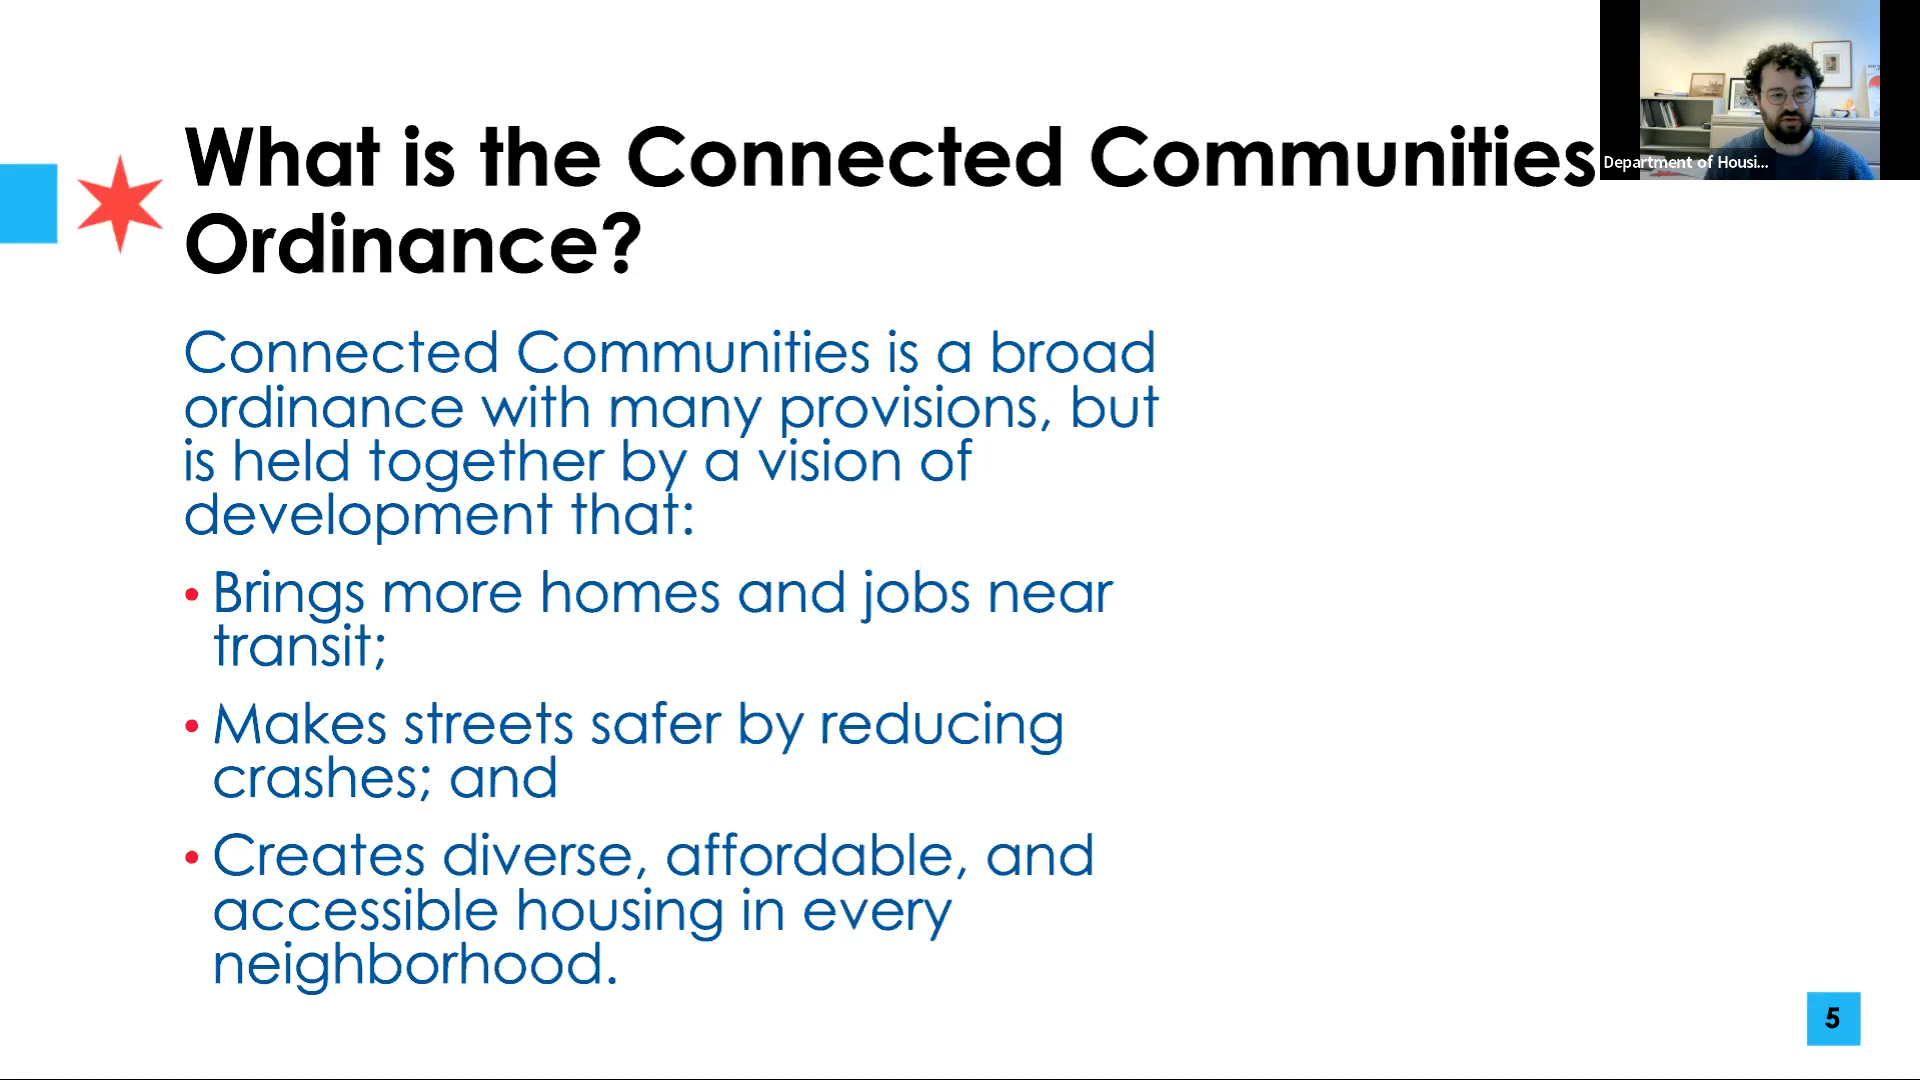 What is the Connected Communities
Ordinance?
Department of Housi...
Connected Communities is a broad
ordinance with many provisions, but
is held together by a vision of
development that:
• Brings more homes and jobs near
transit;
• Makes streets safer by reducing
crashes; and
• Creates diverse, affordable, and
accessible housing in every
neighborhood.
5